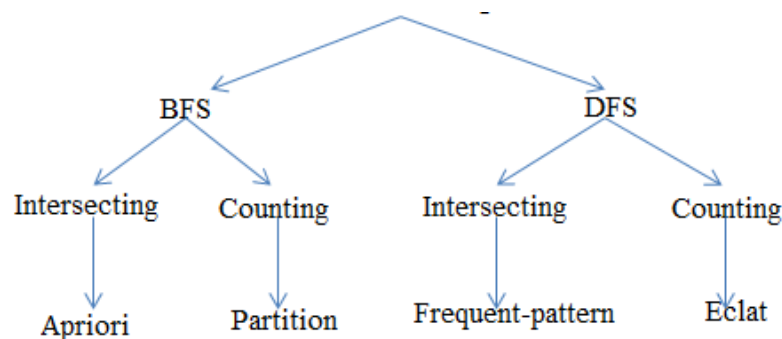 BFS DFS
Intersecting Counting Intersecting Counting
Apriori Partition Frequent-pattern Eclat